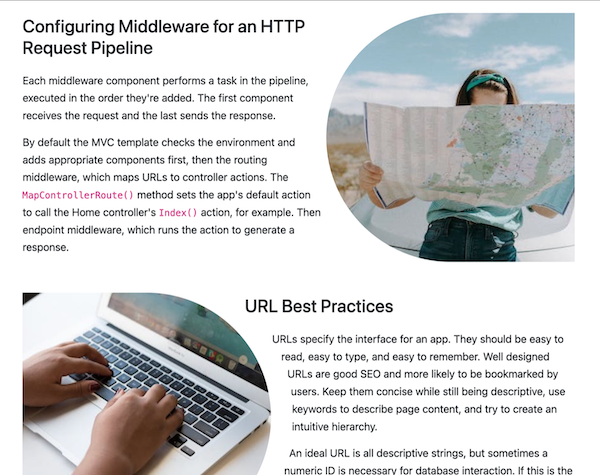 Configuring Middleware for an HTTP
Request Pipeline
Each middleware component performs a task in the pipeline,
executed in the order they're added. The first component
receives the request and the last sends the response.
By default the MVC template checks the environment and
adds appropriate components first, then the routing
middleware, which maps URLs to controller actions. The
MapControllerRoute() method sets the app's default action
to call the Home controller's Index() action, for example. Then
endpoint middleware, which runs the action to generate a
response.
URL Best Practices
URLs specify the interface for an app. They should be easy to
read, easy to type, and easy to remember. Well designed
URLs are good SEO and more likely to be bookmarked by
users. Keep them concise while still being descriptive, use
keywords to describe page content, and try to create an
intuitive hierarchy.
An ideal URL is all descriptive strings, but sometimes a
numeric ID is necessary for database interaction. If this is the